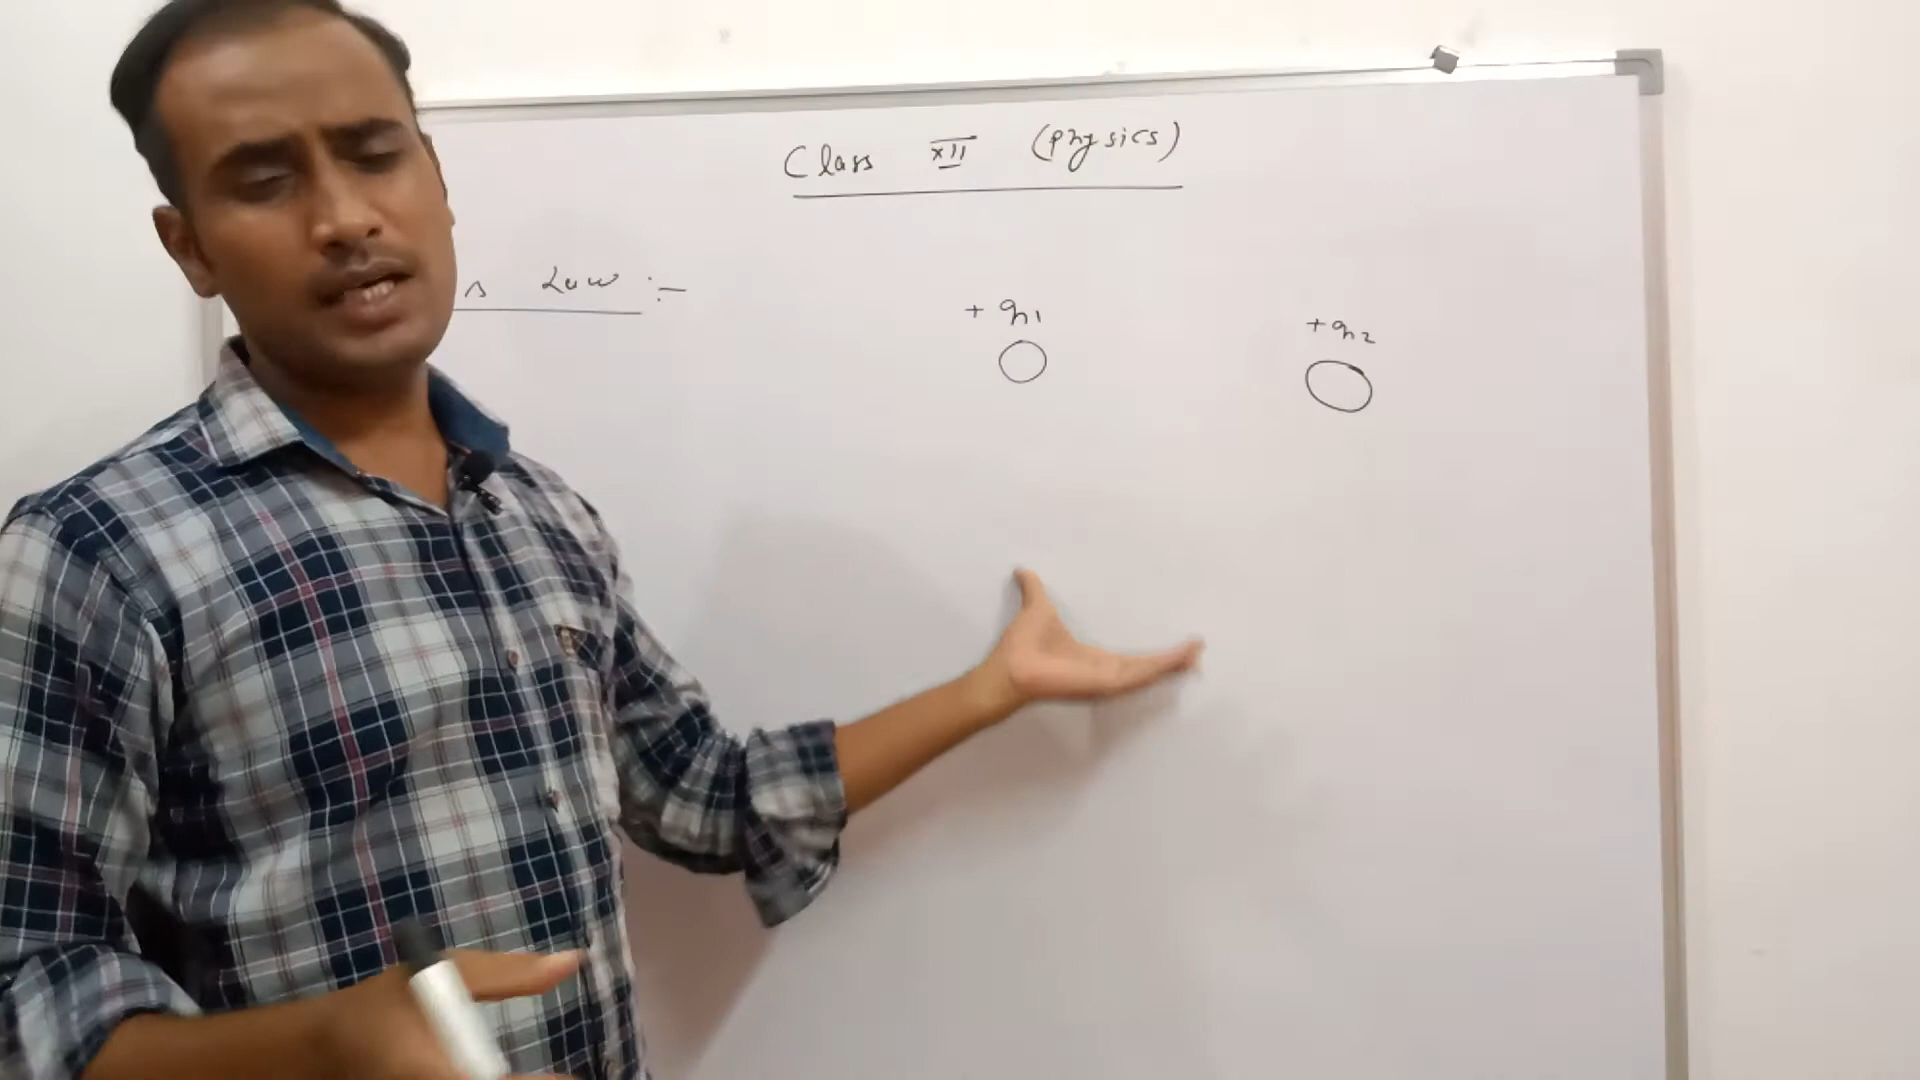 Class XII (Physics)
s Law :-
+ q1
+ q2